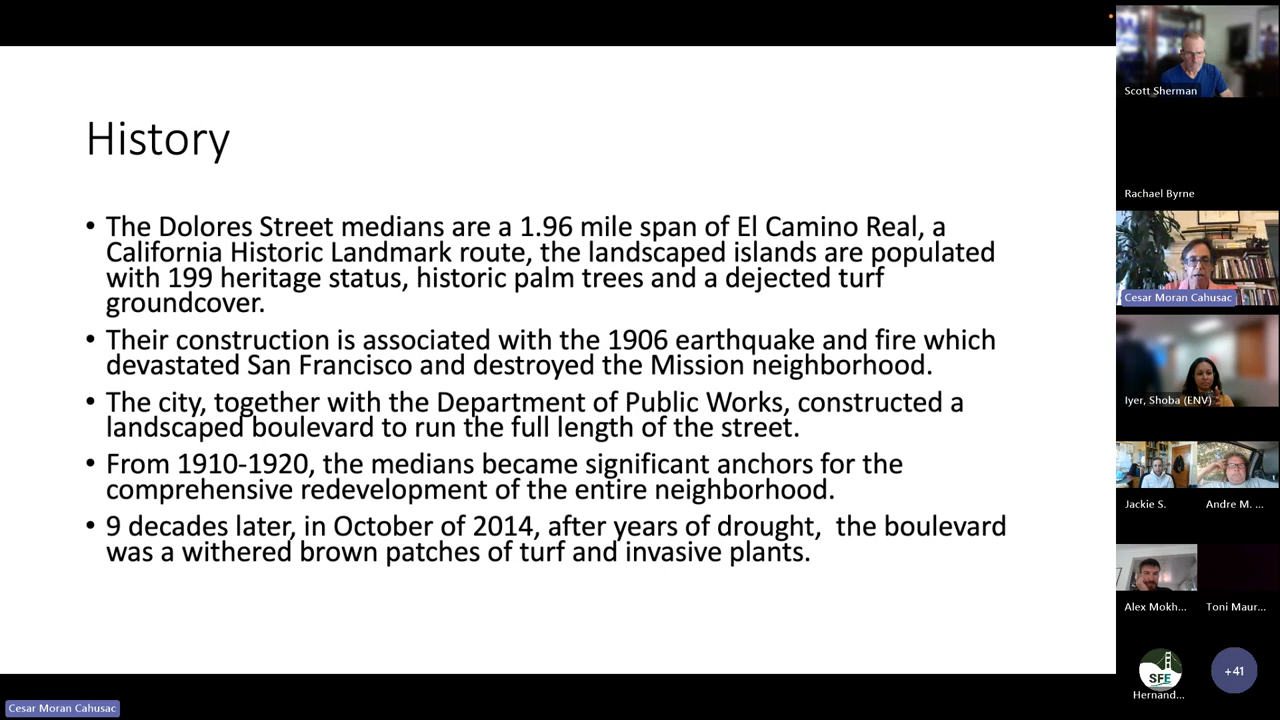 History
• The Dolores Street medians are a 1.96 mile span of El Camino Real, a
California Historic Landmark route, the landscaped islands are populated
with 199 heritage status, historic palm trees and a dejected turf
groundcover.
• Their construction is associated with the 1906 earthquake and fire which
devastated San Francisco and destroyed the Mission neighborhood.
• The city, together with the Department of Public Works, constructed a
landscaped boulevard to run the full length of the street.
• From 1910-1920, the medians became significant anchors for the
comprehensive redevelopment of the entire neighborhood.
• 9 decades later, in October of 2014, after years of drought,  the boulevard
was a withered brown patches of turf and invasive plants.
Scott Sherman
Rachael Byrne
Cesar Moran Cahusac
Iyer, Shoba (ENV)
Jackie S.
Andre M. ...
Alex Mokh...
Toni Maur...
SFE
Hernand...
+41
Cesar Moran Cahusac